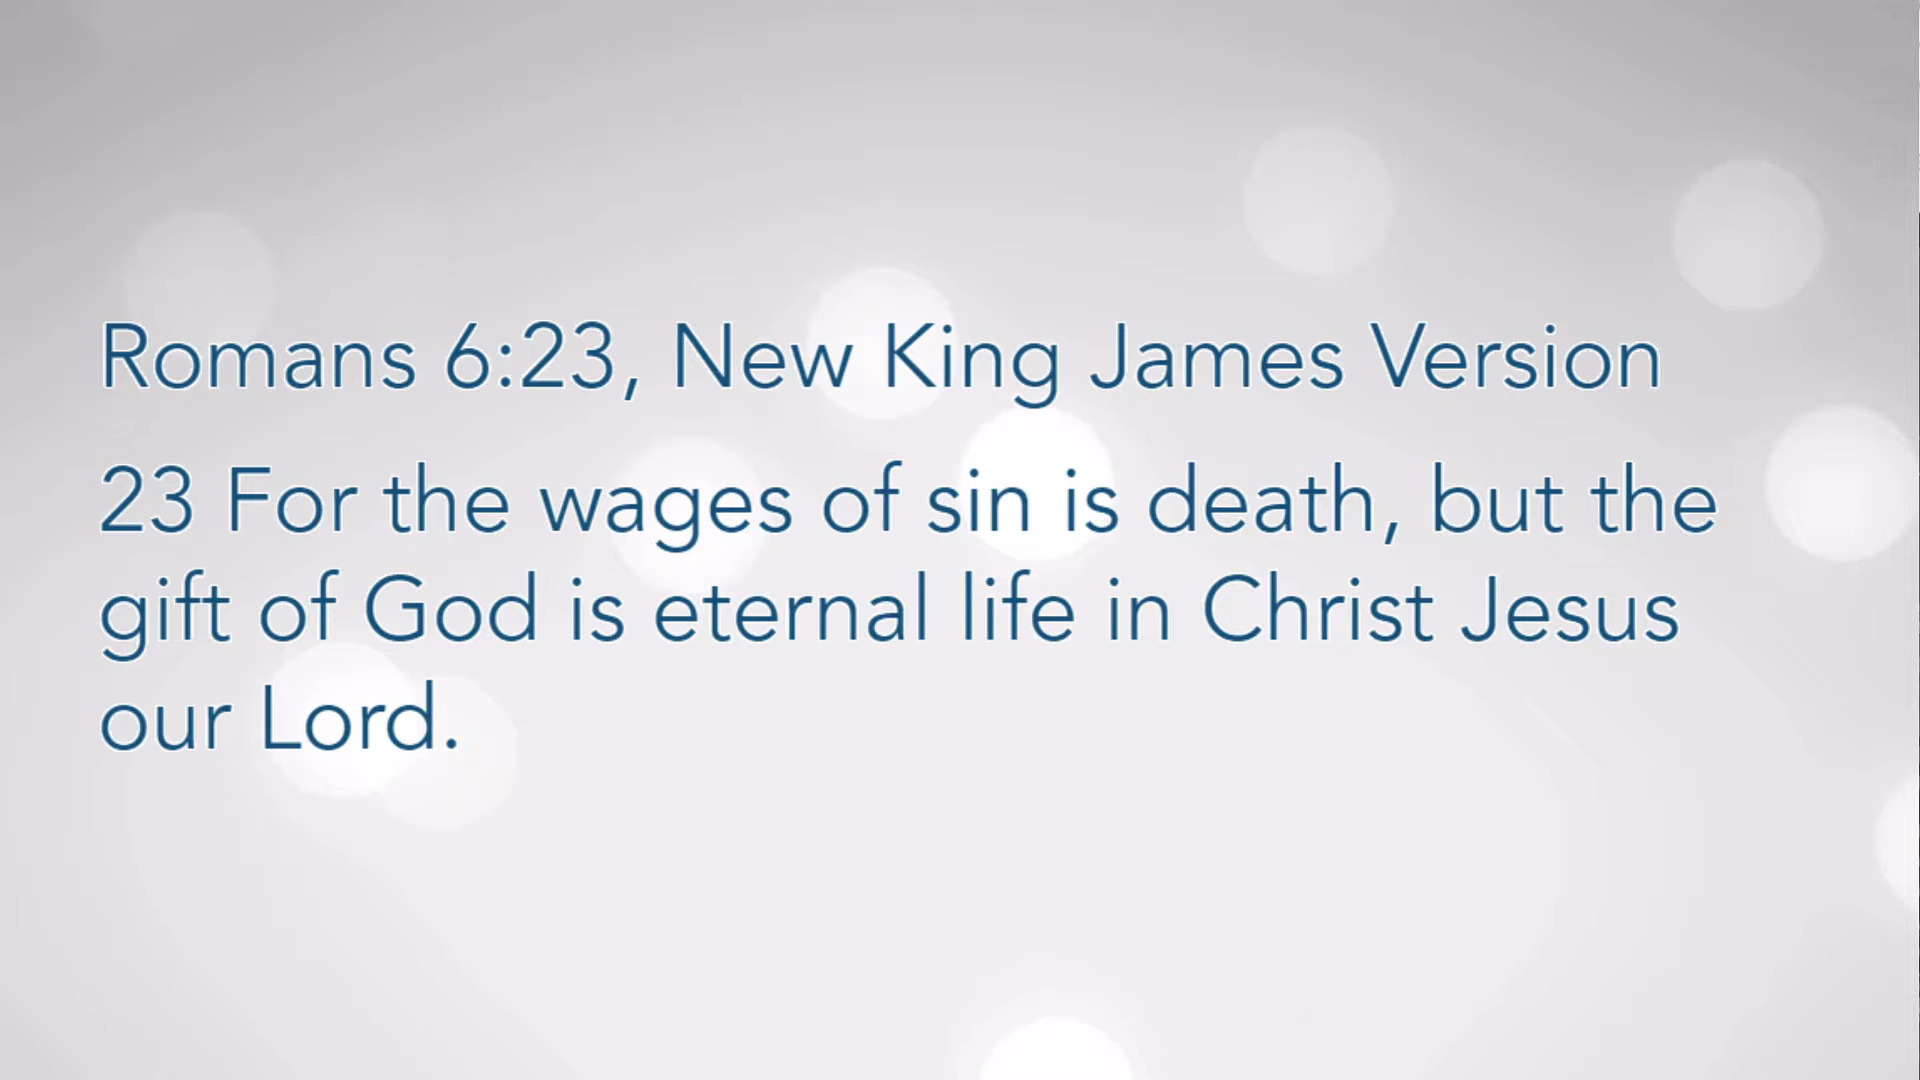 Romans 6:23, New King James Version
23 For the wages of sin is death, but the
gift of God is eternal life in Christ Jesus
our Lord.